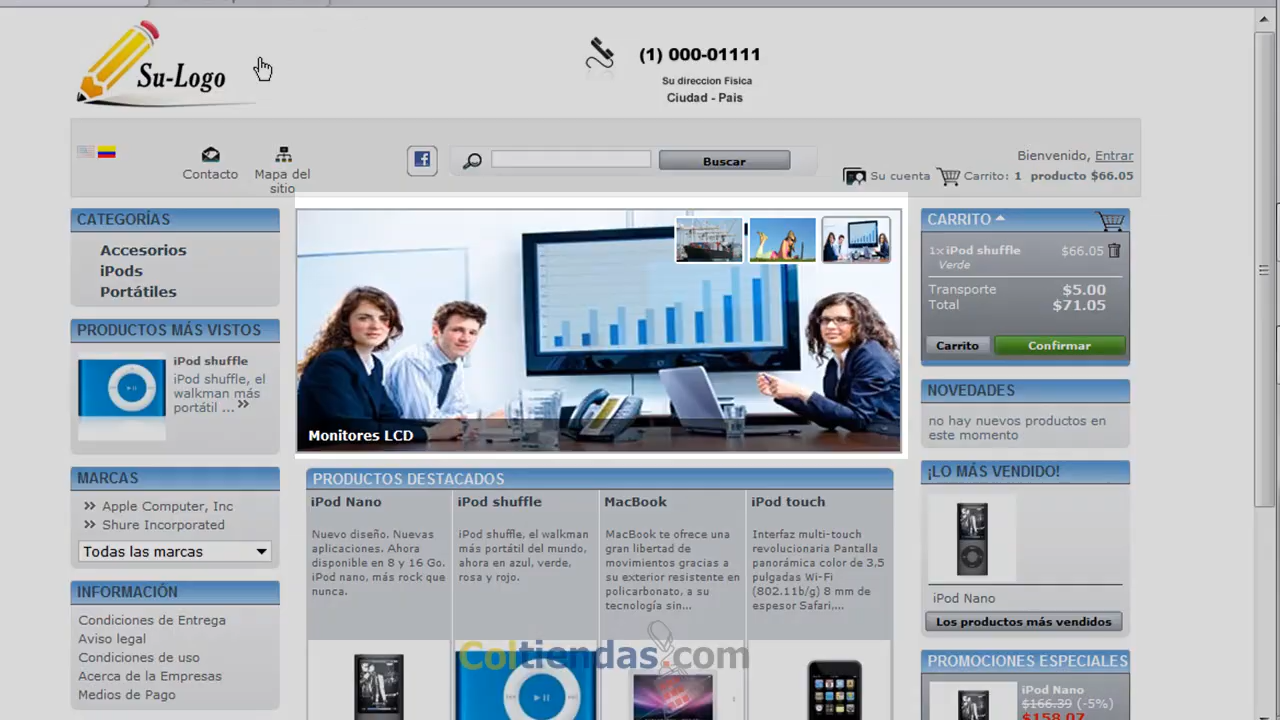 Su-Logo
(1) 000-01111
Su direccion Fisica
Ciudad - Pais
Contacto
Mapa del
sitio
Buscar
Bienvenido, Entrar
Su cuenta
Carrito: 1 producto $66.05
CATEGORÍAS
Accesorios
iPods
Portátiles
PRODUCTOS MÁS VISTOS
iPod shuffle
iPod shuffle, el
walkman más
portátil ...
MARCAS
Apple Computer, Inc
Shure Incorporated
Todas las marcas
INFORMACIÓN
Condiciones de Entrega
Aviso legal
Condiciones de uso
Acerca de la Empresas
Medios de Pago
Monitores LCD
PRODUCTOS DESTACADOS
iPod Nano
Nuevo diseño. Nuevas
aplicaciones. Ahora
disponible en 8 y 16 Go.
iPod nano, más rock que
nunca.
iPod shuffle
iPod shuffle, el walkman
más portátil del mundo,
ahora en azul, verde,
rosa y rojo.
MacBook
MacBook te ofrece una
gran libertad de
movimientos gracias a
su exterior resistente en
policarbonato, a su
tecnología sin...
iPod touch
Interfaz multi-touch
revolucionaria Pantalla
panorámica color de 3,5
pulgadas Wi-Fi
(802.11b/g) 8 mm de
espesor Safari,...
Coltiendas.com
CARRITO
1x iPod shuffle $66.05
Verde
Transporte $5.00
Total $71.05
Carrito
Confirmar
NOVEDADES
no hay nuevos productos en
este momento
¡LO MÁS VENDIDO!
iPod Nano
Los productos más vendidos
PROMOCIONES ESPECIALES
iPod Nano
$166.39 (-5%)
$158.07